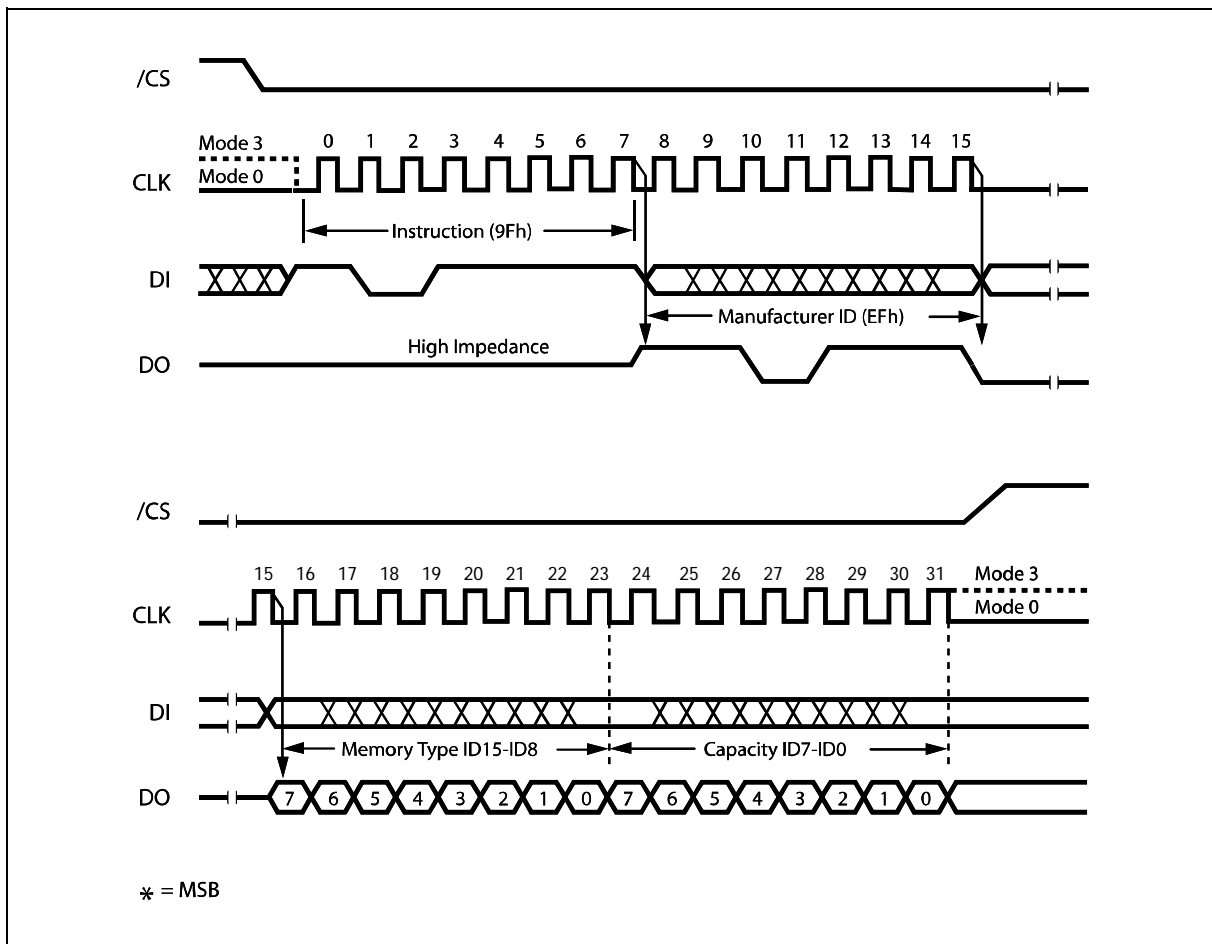 /CS
Mode 3
0 1 2 3 4 5 6 7 8 9 10 11 12 13 14 15
Mode 0
CLK
Instruction (9Fh)
DI
Manufacturer ID (EFh)
High Impedance
DO
/CS
15 16 17 18 19 20 21 22 23 24 25 26 27 28 29 30 31
Mode 3
Mode 0
CLK
DI
Memory Type ID15-ID8
Capacity ID7-ID0
DO
7 6 5 4 3 2 1 0 7 6 5 4 3 2 1 0
* = MSB